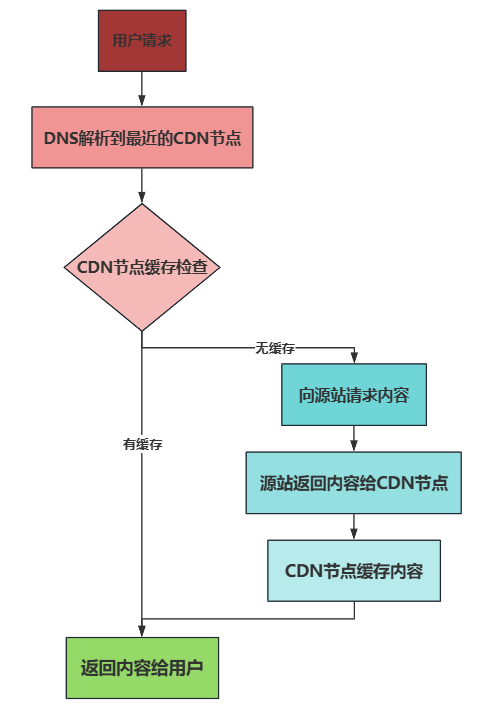 用户请求
DNS解析到最近的CDN节点
CDN节点缓存检查
无缓存
向源站请求内容
有缓存
源站返回内容给CDN节点
CDN节点缓存内容
返回内容给用户